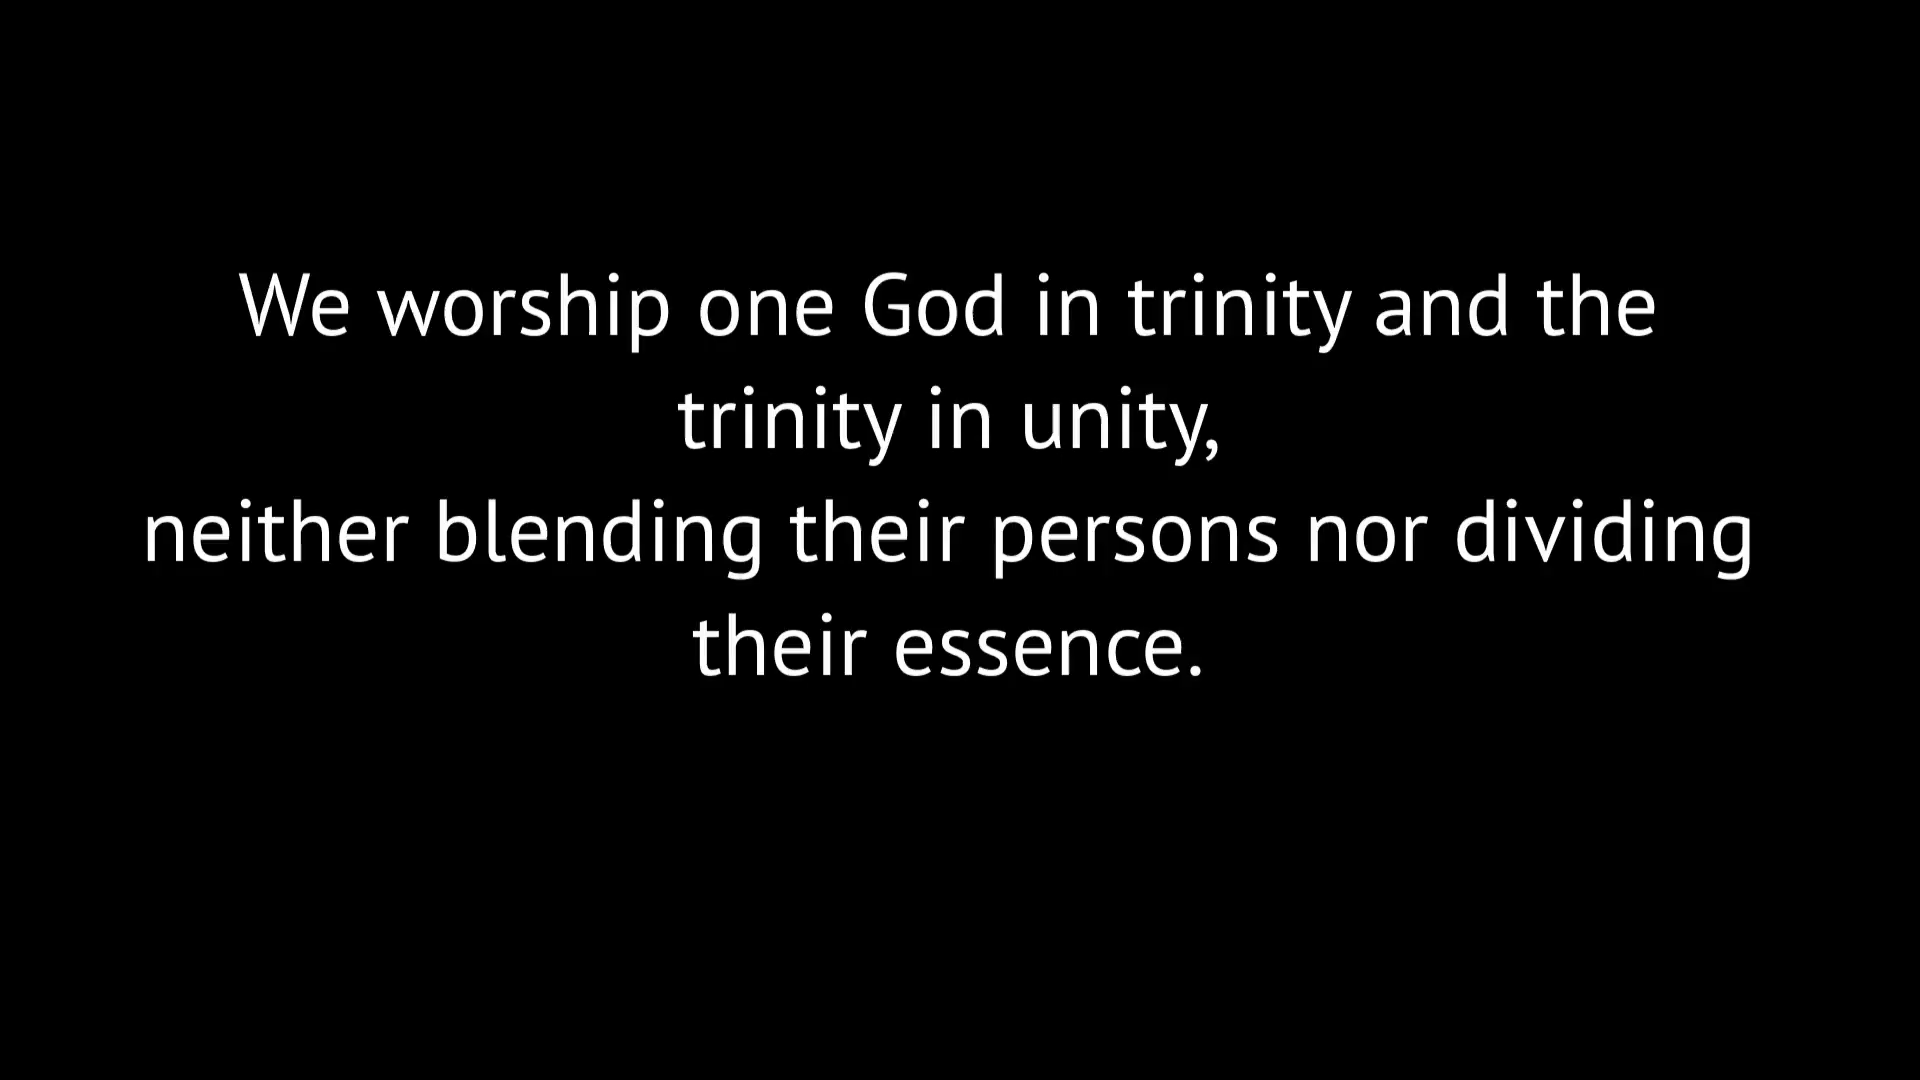 We worship one God in trinity and the
trinity in unity,
neither blending their persons nor dividing
their essence.